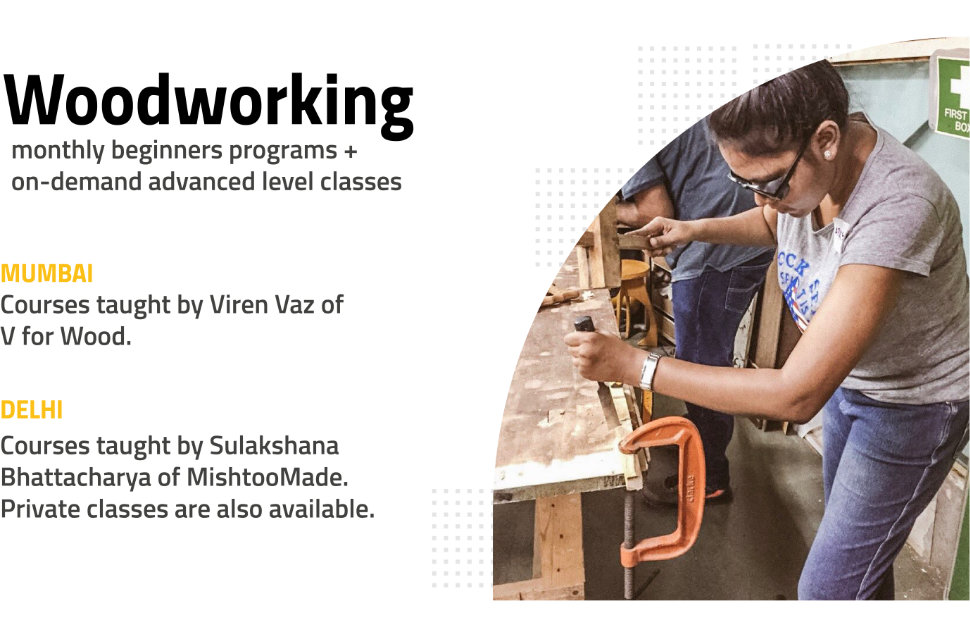 Woodworking
monthly beginners programs +
on-demand advanced level classes
MUMBAI
Courses taught by Viren Vaz of
V for Wood.
DELHI
Courses taught by Sulakshana
Bhattacharya of MishtooMade.
Private classes are also available.
FIRST
BOX